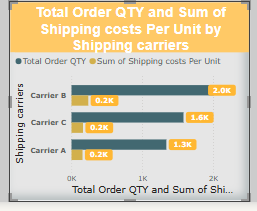 Total Order QTY and Sum of
Shipping costs Per Unit by
Shipping carriers
Total Order QTY Sum of Shipping costs Per Unit
Shipping carriers
Carrier B 2.0K
0.2K
Carrier C 1.6K
0.2K
Carrier A 1.3K
0.2K
0K 1K 2K
Total Order QTY and Sum of Shi...